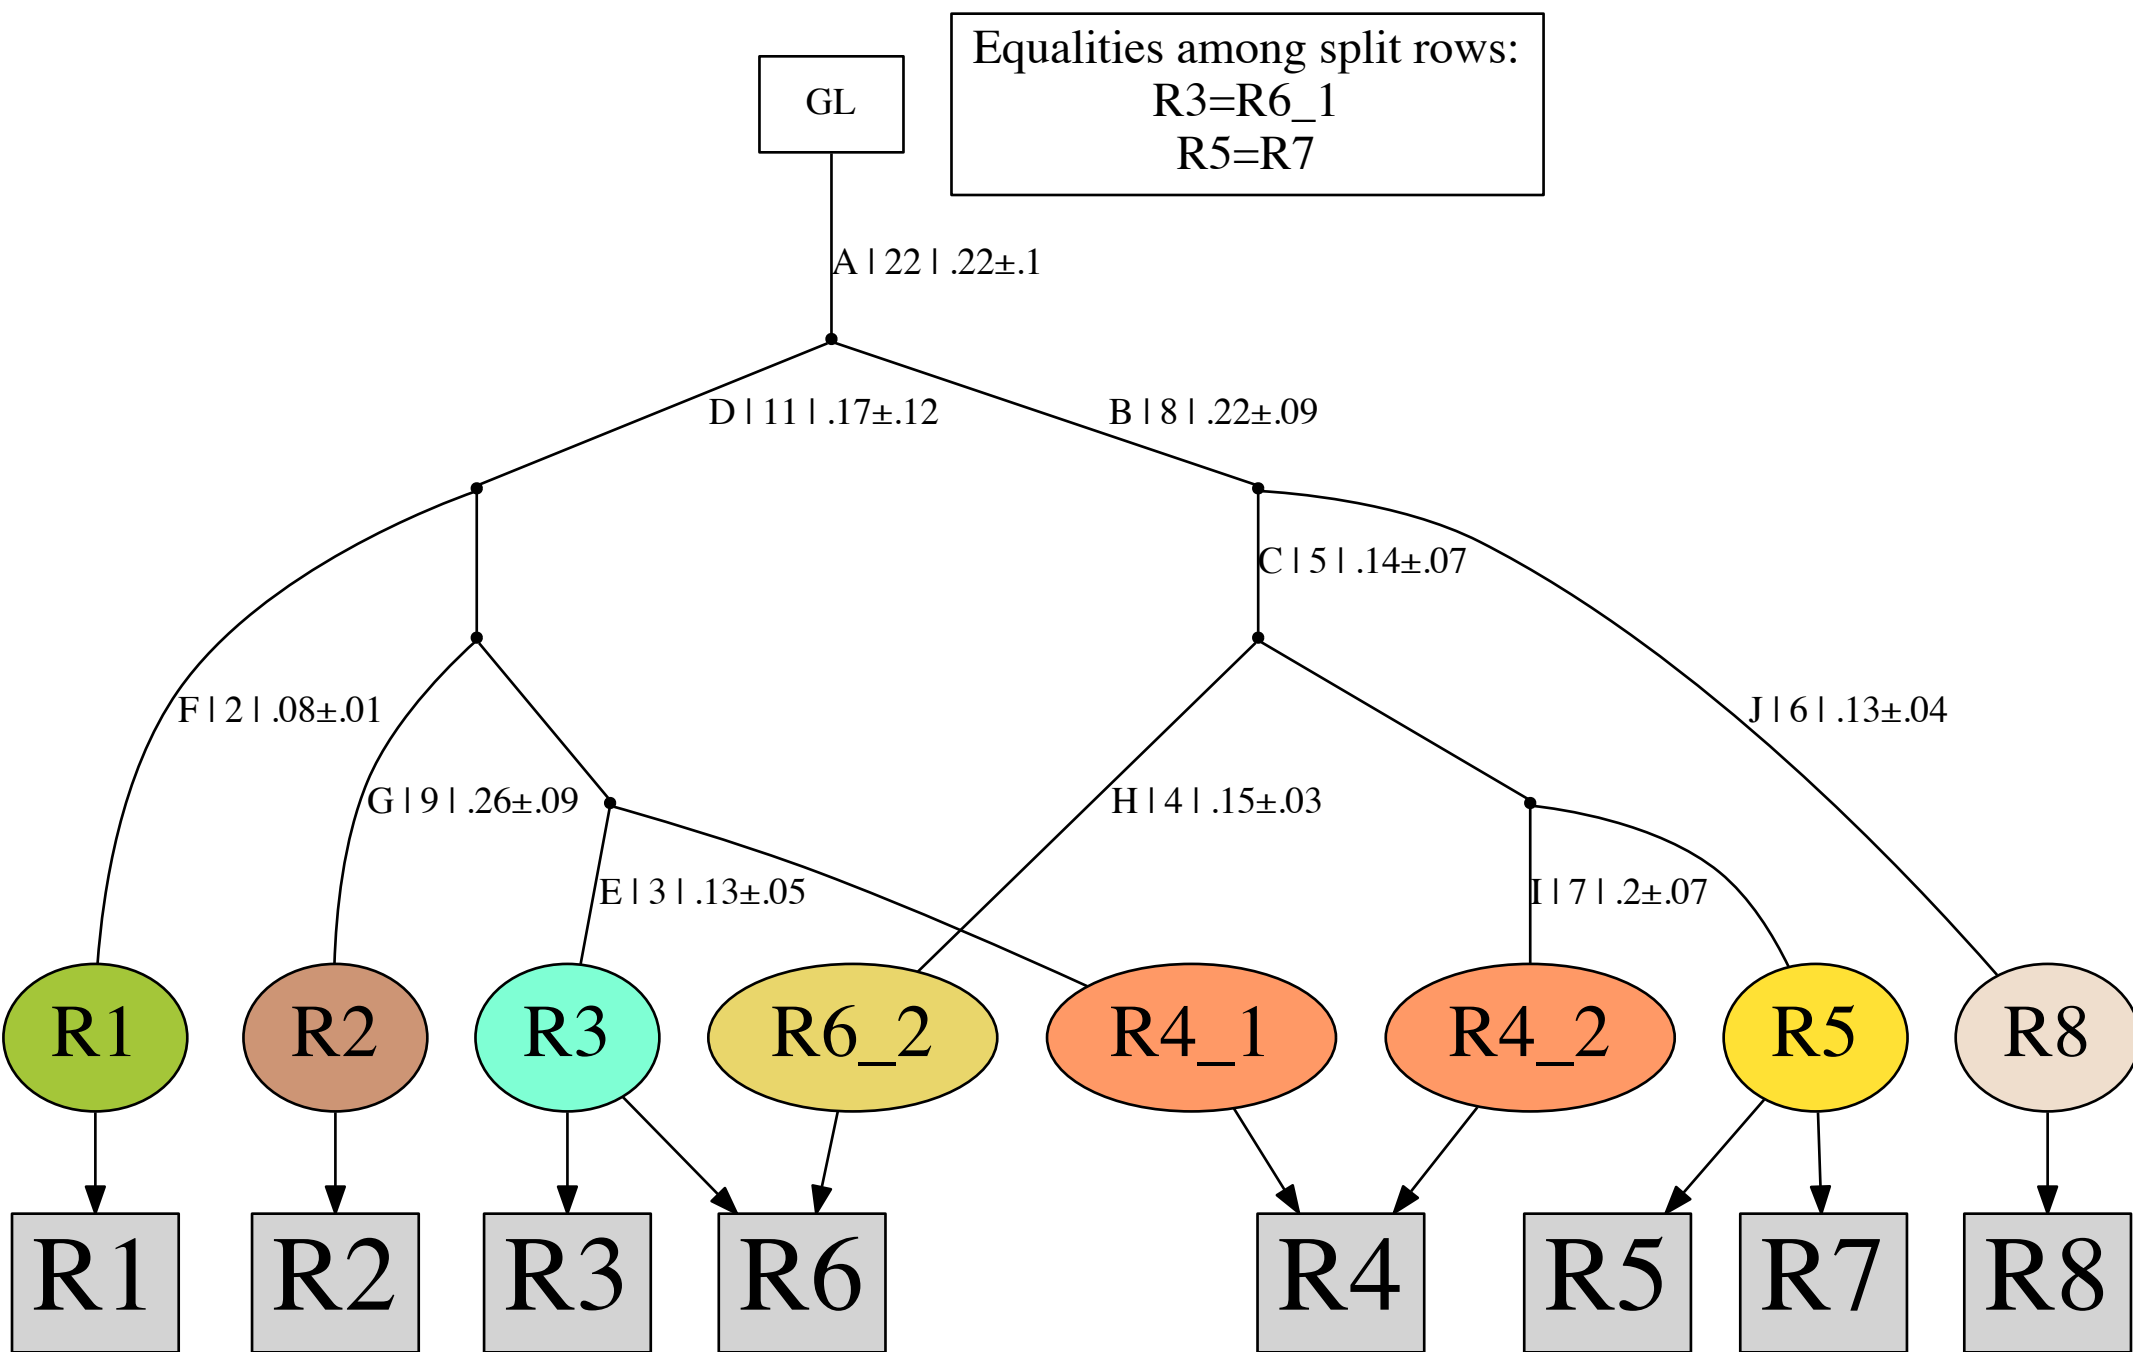 Equalities among split rows:
R3=R6_1
R5=R7
GL
A | 22 | .22±.1
D | 11 | .17±.12
B | 8 | .22±.09
C | 5 | .14±.07
F | 2 | .08±.01
J | 6 | .13±.04
G | 9 | .26±.09
H | 4 | .15±.03
E | 3 | .13±.05
I | 7 | .2±.07
R1
R2
R3
R6_2
R4_1
R4_2
R5
R8
R1
R2
R3
R6
R4
R5
R7
R8